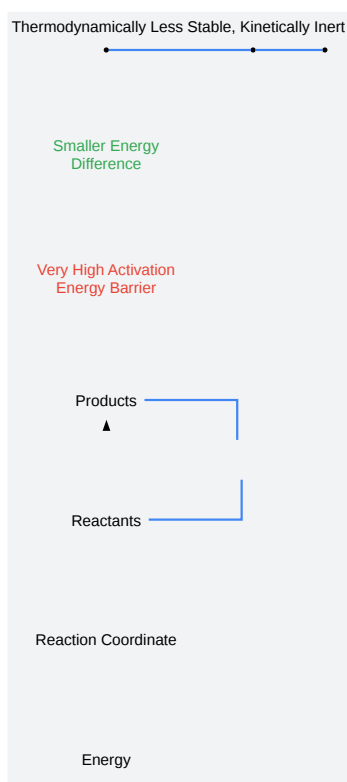 Thermodynamically Less Stable, Kinetically Inert
Smaller Energy
Difference
Very High Activation
Energy Barrier
Products
Reactants
Reaction Coordinate
Energy